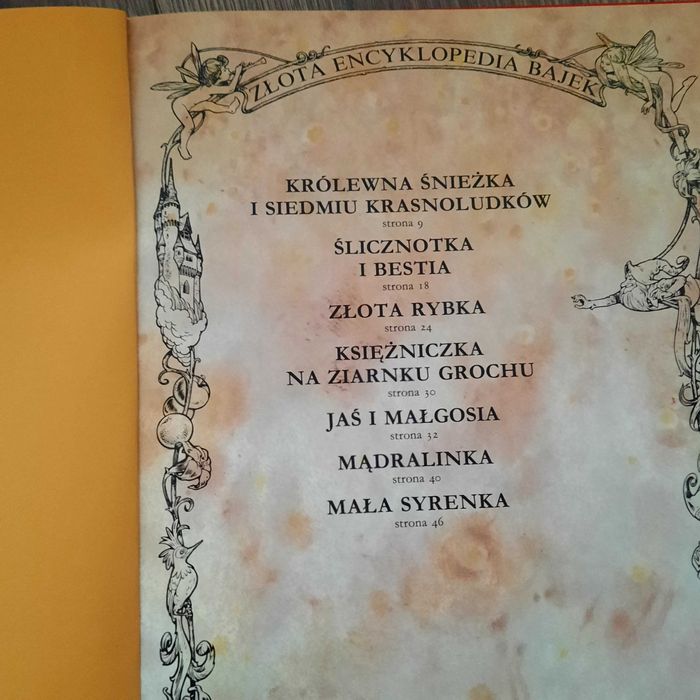 ZŁOTA ENCYKLOPEDIA BAJEK
KRÓLEWNA ŚNIEŻKA
I SIEDMIU KRASNOLUDKÓW
strona 9
ŚLICZNOTKA
I BESTIA
strona 18
ZŁOTA RYBKA
strona 24
KSIĘŻNICZKA
NA ZIARNKU GROCHU
strona 30
JAŚ I MAŁGOSIA
strona 32
MĄDRALINKA
strona 40
MAŁA SYRENKA
strona 46